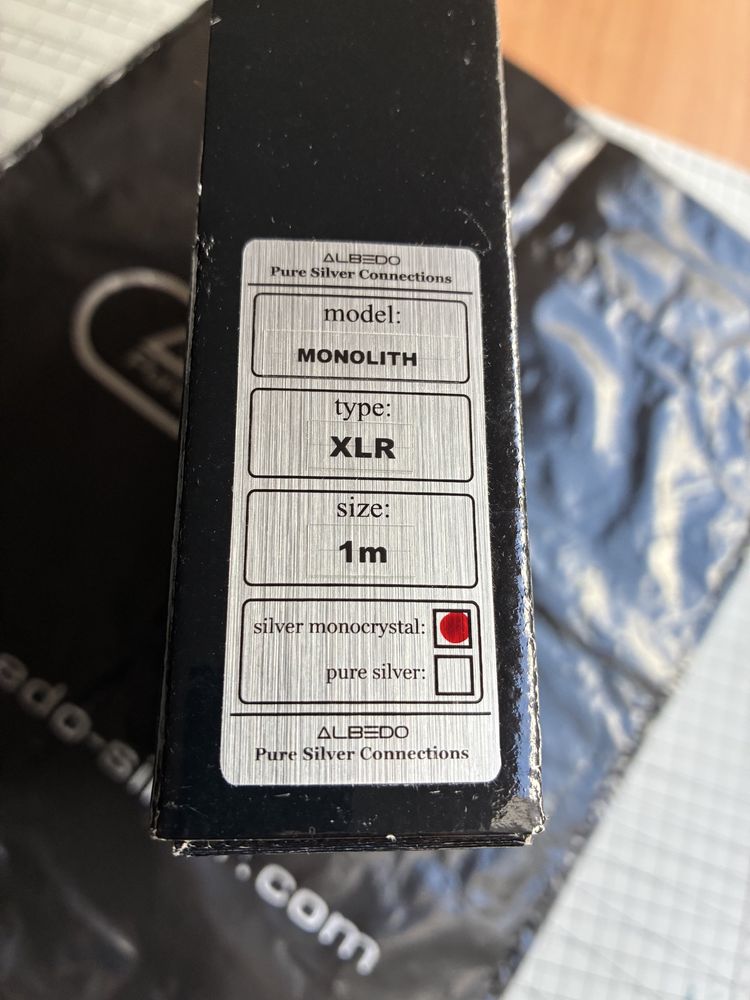 ALBEDO
Pure Silver Connections
model:
MONOLITH
type:
XLR
size:
1m
silver monocrystal:
pure silver:
ALBEDO
Pure Silver Connections
.com